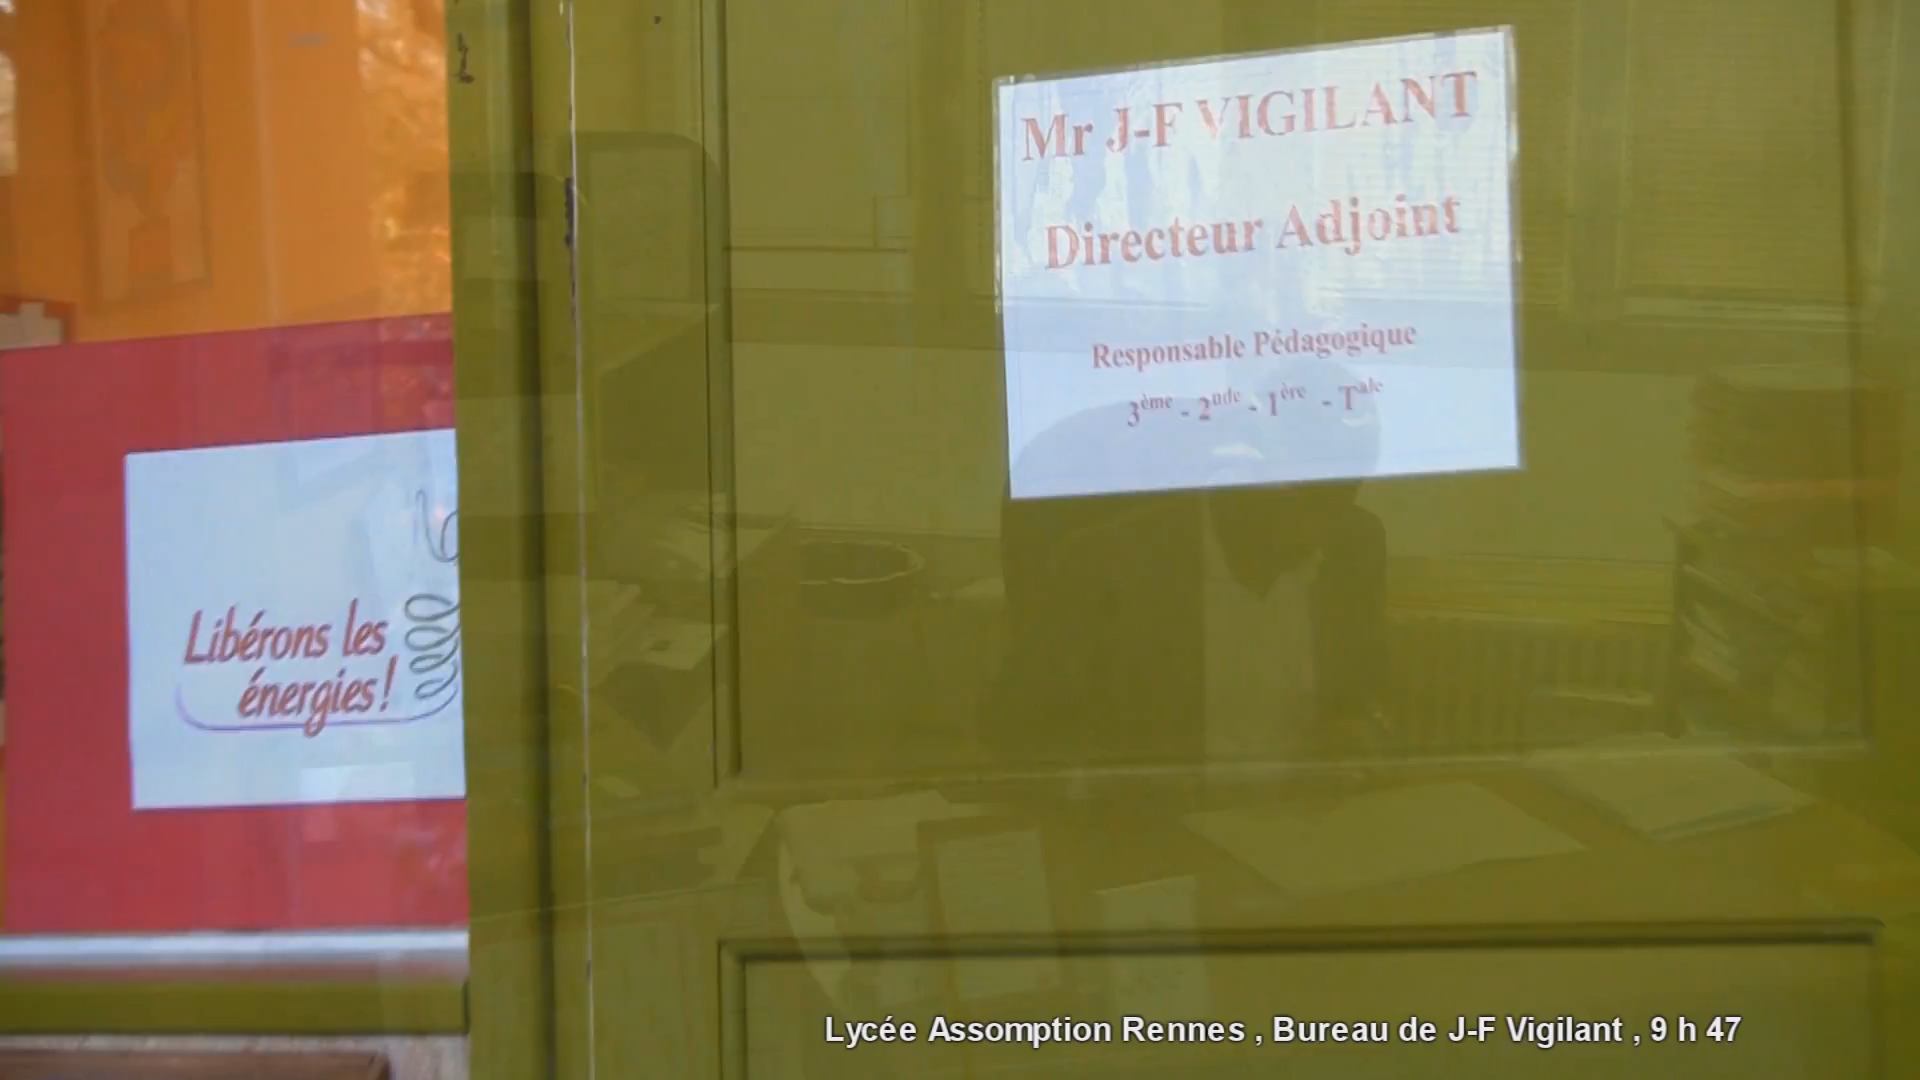 Mr J-F VIGILANT
Directeur Adjoint
Responsable Pédagogique
3ème - 2nde - 1ère - Tale
Libérons les
énergies!
Lycée Assomption Rennes , Bureau de J-F Vigilant , 9 h 47